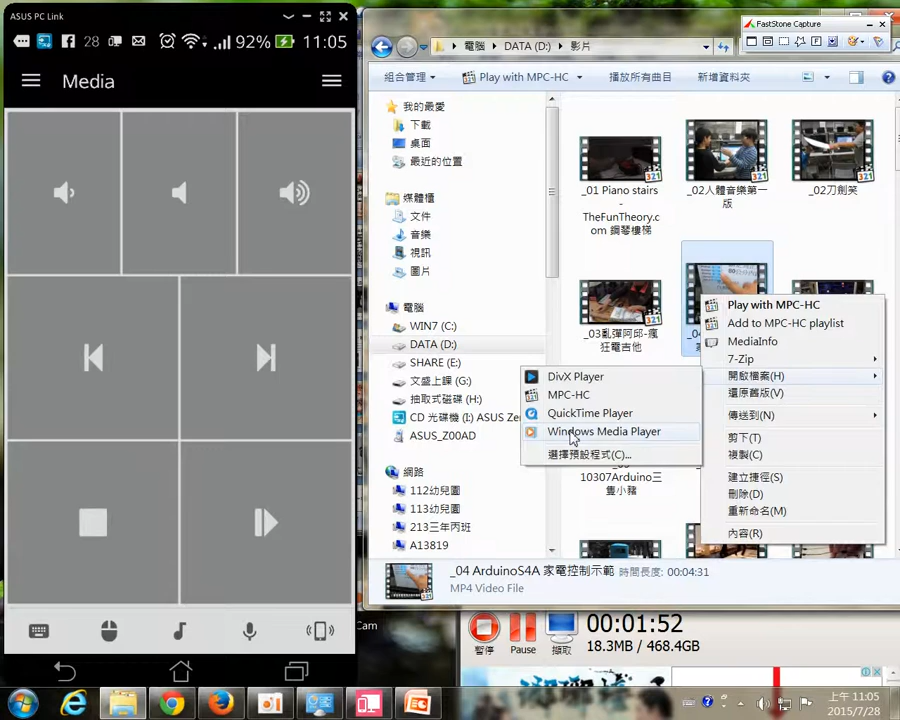 ASUS PC Link
28
92%
11:05
Media
電腦 ▸ DATA (D:) ▸ 影片
FastStone Capture
組合管理
Play with MPC-HC
播放所有曲目
新增資料夾
我的最愛
下載
桌面
最近的位置
媒體櫃
文件
音樂
視訊
圖片
電腦
WIN7 (C:)
DATA (D:)
SHARE (E:)
文盛上課 (G:)
抽取式磁碟 (H:)
CD 光碟機 (I:) ASUS Ze
ASUS_Z00AD
網路
112幼兒園
113幼兒園
213三年丙班
A13819
_01 Piano stairs
-
TheFunTheory.c
om 鋼琴樓梯
_02人體音樂第一
版
_02刀劍笑
_03亂彈阿邱-瘋
狂電吉他
10307Arduino三
隻小豬
Play with MPC-HC
Add to MPC-HC playlist
MediaInfo
7-Zip
開啟檔案(H)
還原舊版(V)
傳送到(N)
剪下(T)
複製(C)
建立捷徑(S)
刪除(D)
重新命名(M)
內容(R)
DivX Player
MPC-HC
QuickTime Player
Windows Media Player
選擇預設程式(C)...
_04 ArduinoS4A 家電控制示範 時間長度: 00:04:31
MP4 Video File
Cam
暫停
Pause
擷取
00:01:52
18.3MB / 468.4GB
上午 11:05
2015/7/28